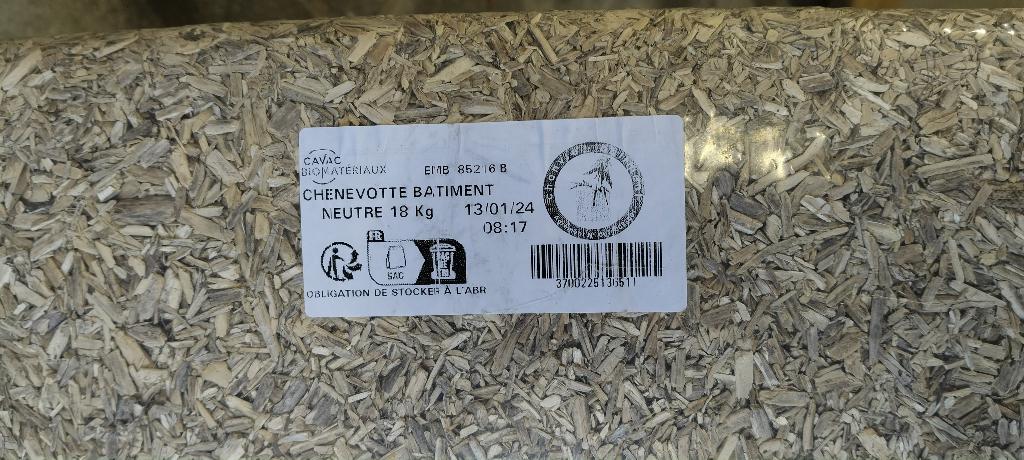 CAVAC
BIOMATERIAUX
EMB 85216 B
CHENEVOTTE BATIMENT
NEUTRE 18 Kg
13/01/24
08:17
FR
SAC
OBLIGATION DE STOCKER À L'ABR